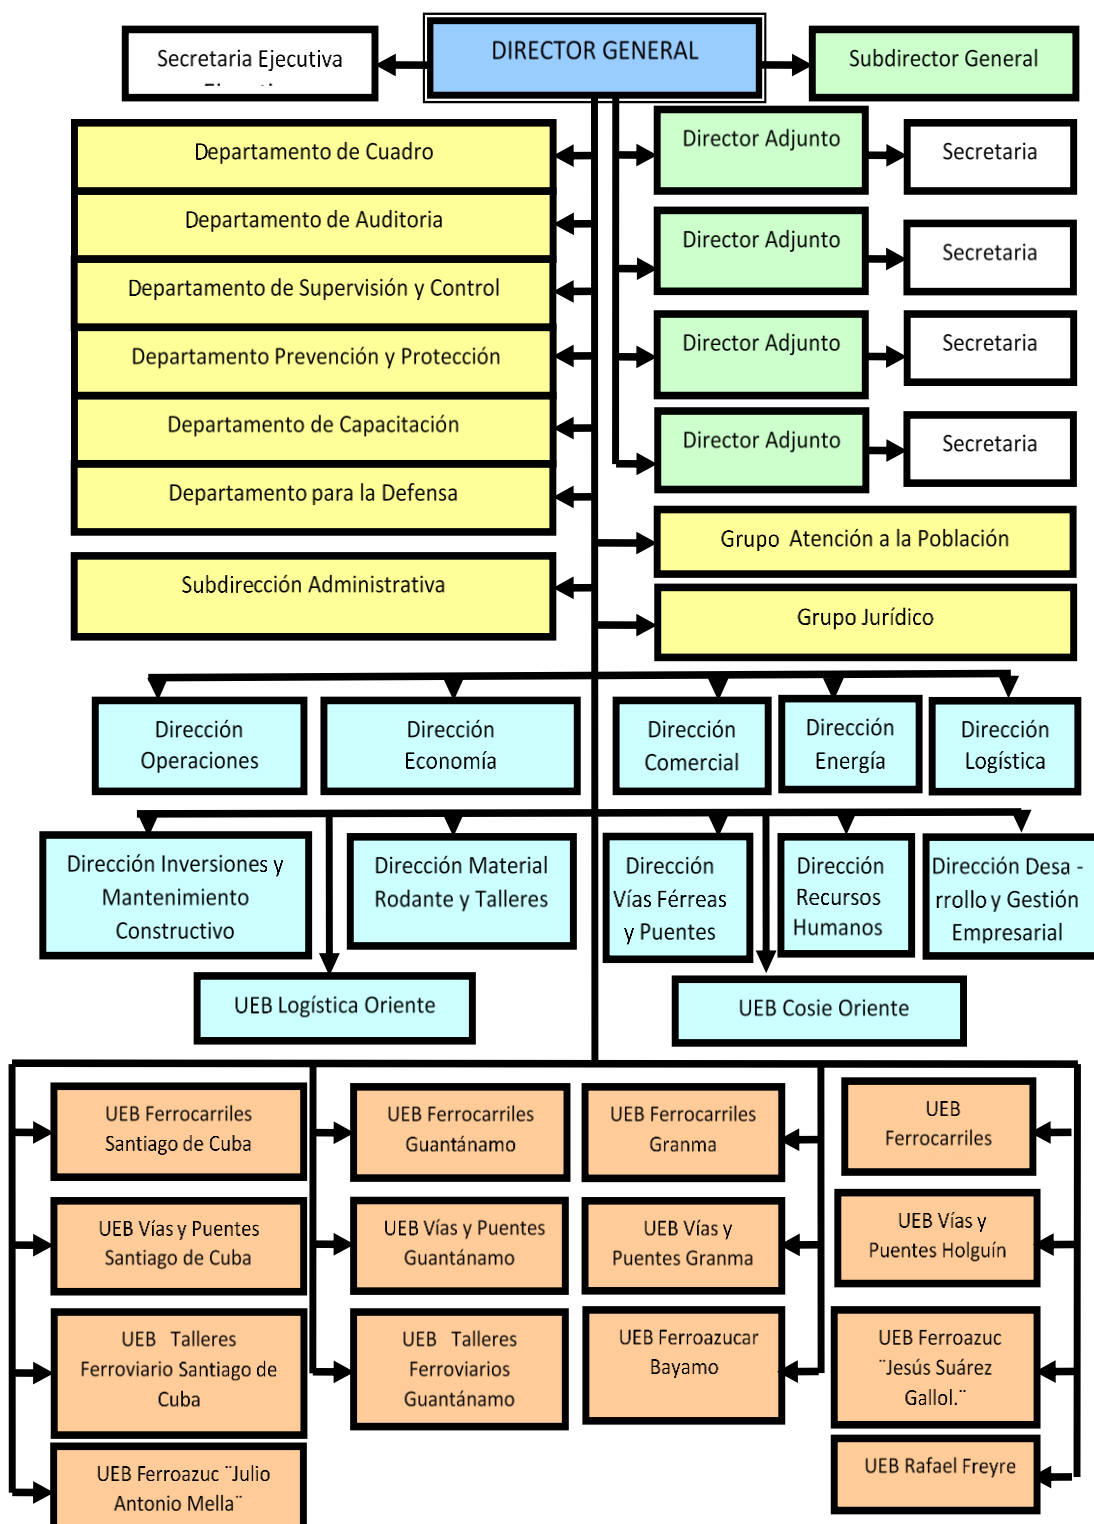 DIRECTOR GENERAL
Secretaria Ejecutiva
Subdirector General
Departamento de Cuadro
Director Adjunto
Secretaria
Departamento de Auditoria
Director Adjunto
Secretaria
Departamento de Supervisión y Control
Departamento Prevención y Protección
Director Adjunto
Secretaria
Departamento de Capacitación
Director Adjunto
Secretaria
Departamento para la Defensa
Grupo Atención a la Población
Subdirección Administrativa
Grupo Jurídico
Dirección
Operaciones
Dirección
Economía
Dirección
Comercial
Dirección
Energía
Dirección
Logística
Dirección Inversiones y
Mantenimiento
Constructivo
Dirección Material
Rodante y Talleres
Dirección
Vías Férreas
y Puentes
Dirección
Recursos
Humanos
Dirección Desa -
rrollo y Gestión
Empresarial
UEB Logística Oriente
UEB Cosie Oriente
UEB Ferrocarriles
Santiago de Cuba
UEB Ferrocarriles
Guantánamo
UEB Ferrocarriles
Granma
UEB
Ferrocarriles
UEB Vías y Puentes
Santiago de Cuba
UEB Vías y Puentes
Guantánamo
UEB Vías y
Puentes Granma
UEB Vías y
Puentes Holguín
UEB Talleres
Ferroviario Santiago de
Cuba
UEB Talleres
Ferroviarios
Guantánamo
UEB Ferroazucar
Bayamo
UEB Ferroazuc
¨Jesús Suárez
Gallol.¨
UEB Ferroazuc ¨Julio
Antonio Mella¨
UEB Rafael Freyre